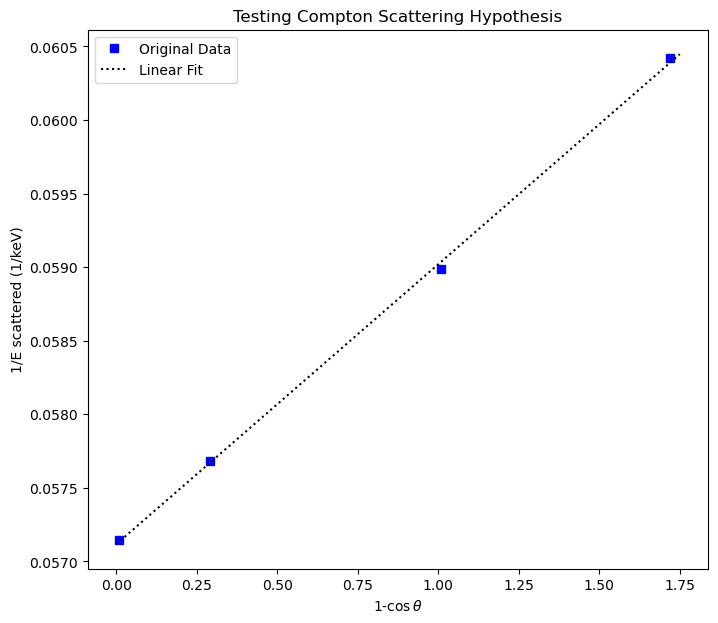 Testing Compton Scattering Hypothesis
Original Data
Linear Fit
1/E scattered (1/keV)
0.0605
0.0600
0.0595
0.0590
0.0585
0.0580
0.0575
0.0570
0.00 0.25 0.50 0.75 1.00 1.25 1.50 1.75
1-cos θ